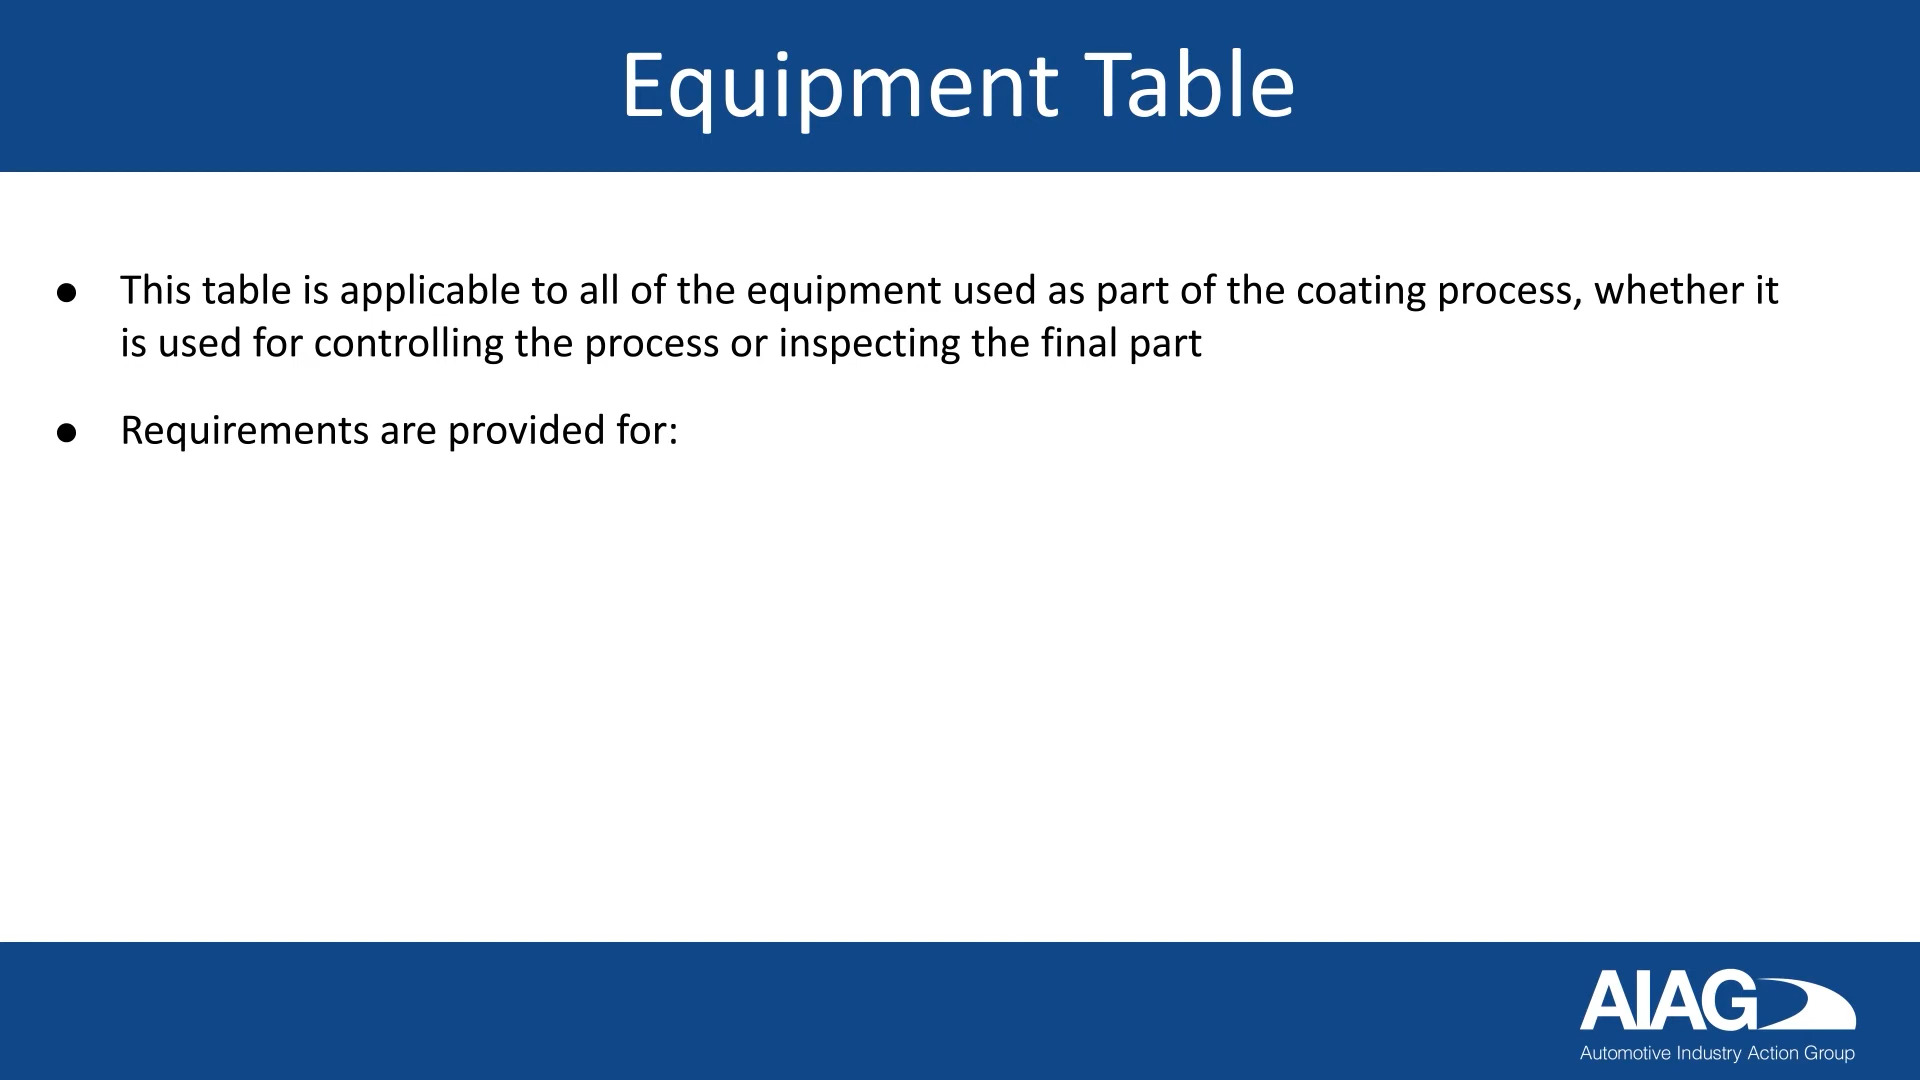 Equipment Table
● This table is applicable to all of the equipment used as part of the coating process, whether it
is used for controlling the process or inspecting the final part
● Requirements are provided for:
AIAG
Automotive Industry Action Group